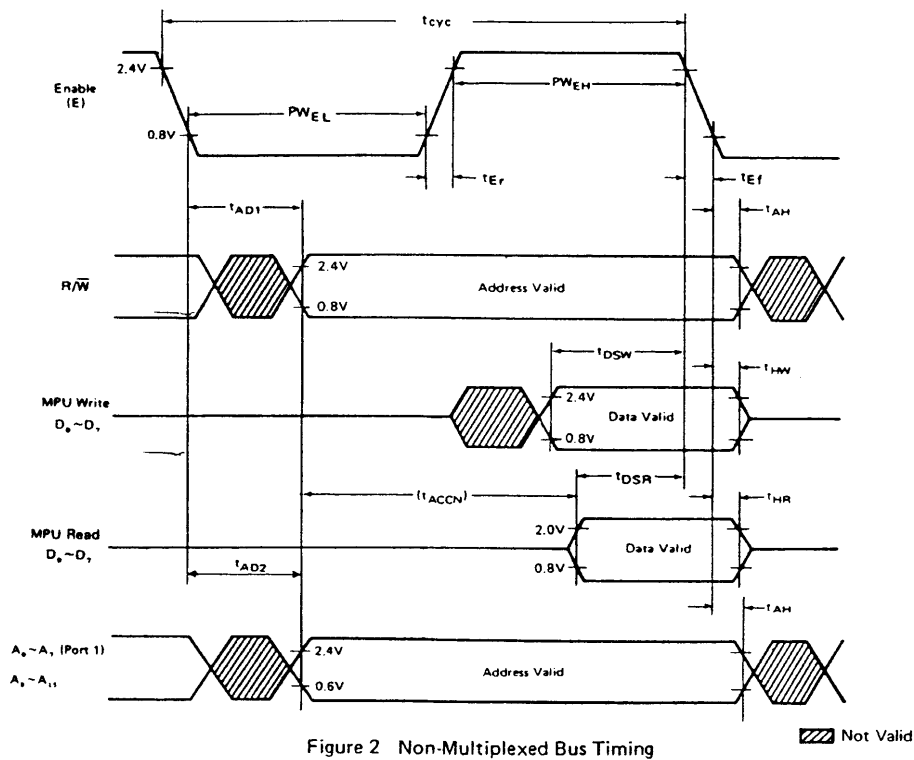 tcyc
2.4V
Enable
(E)
PWEH
PWEL
0.8V
tEr
tEf
tAD1
tAH
R/W̅
2.4V
Address Valid
0.8V
tDSW
tHW
MPU Write
D₀~D₇
2.4V
Data Valid
0.8V
tDSR
(tACCN)
tHR
MPU Read
D₀~D₇
2.0V
Data Valid
0.8V
tAD2
tAH
A₀~A₇ (Port 1)
2.4V
Address Valid
A₈~A₁₅
0.6V
Not Valid
Figure 2 Non-Multiplexed Bus Timing